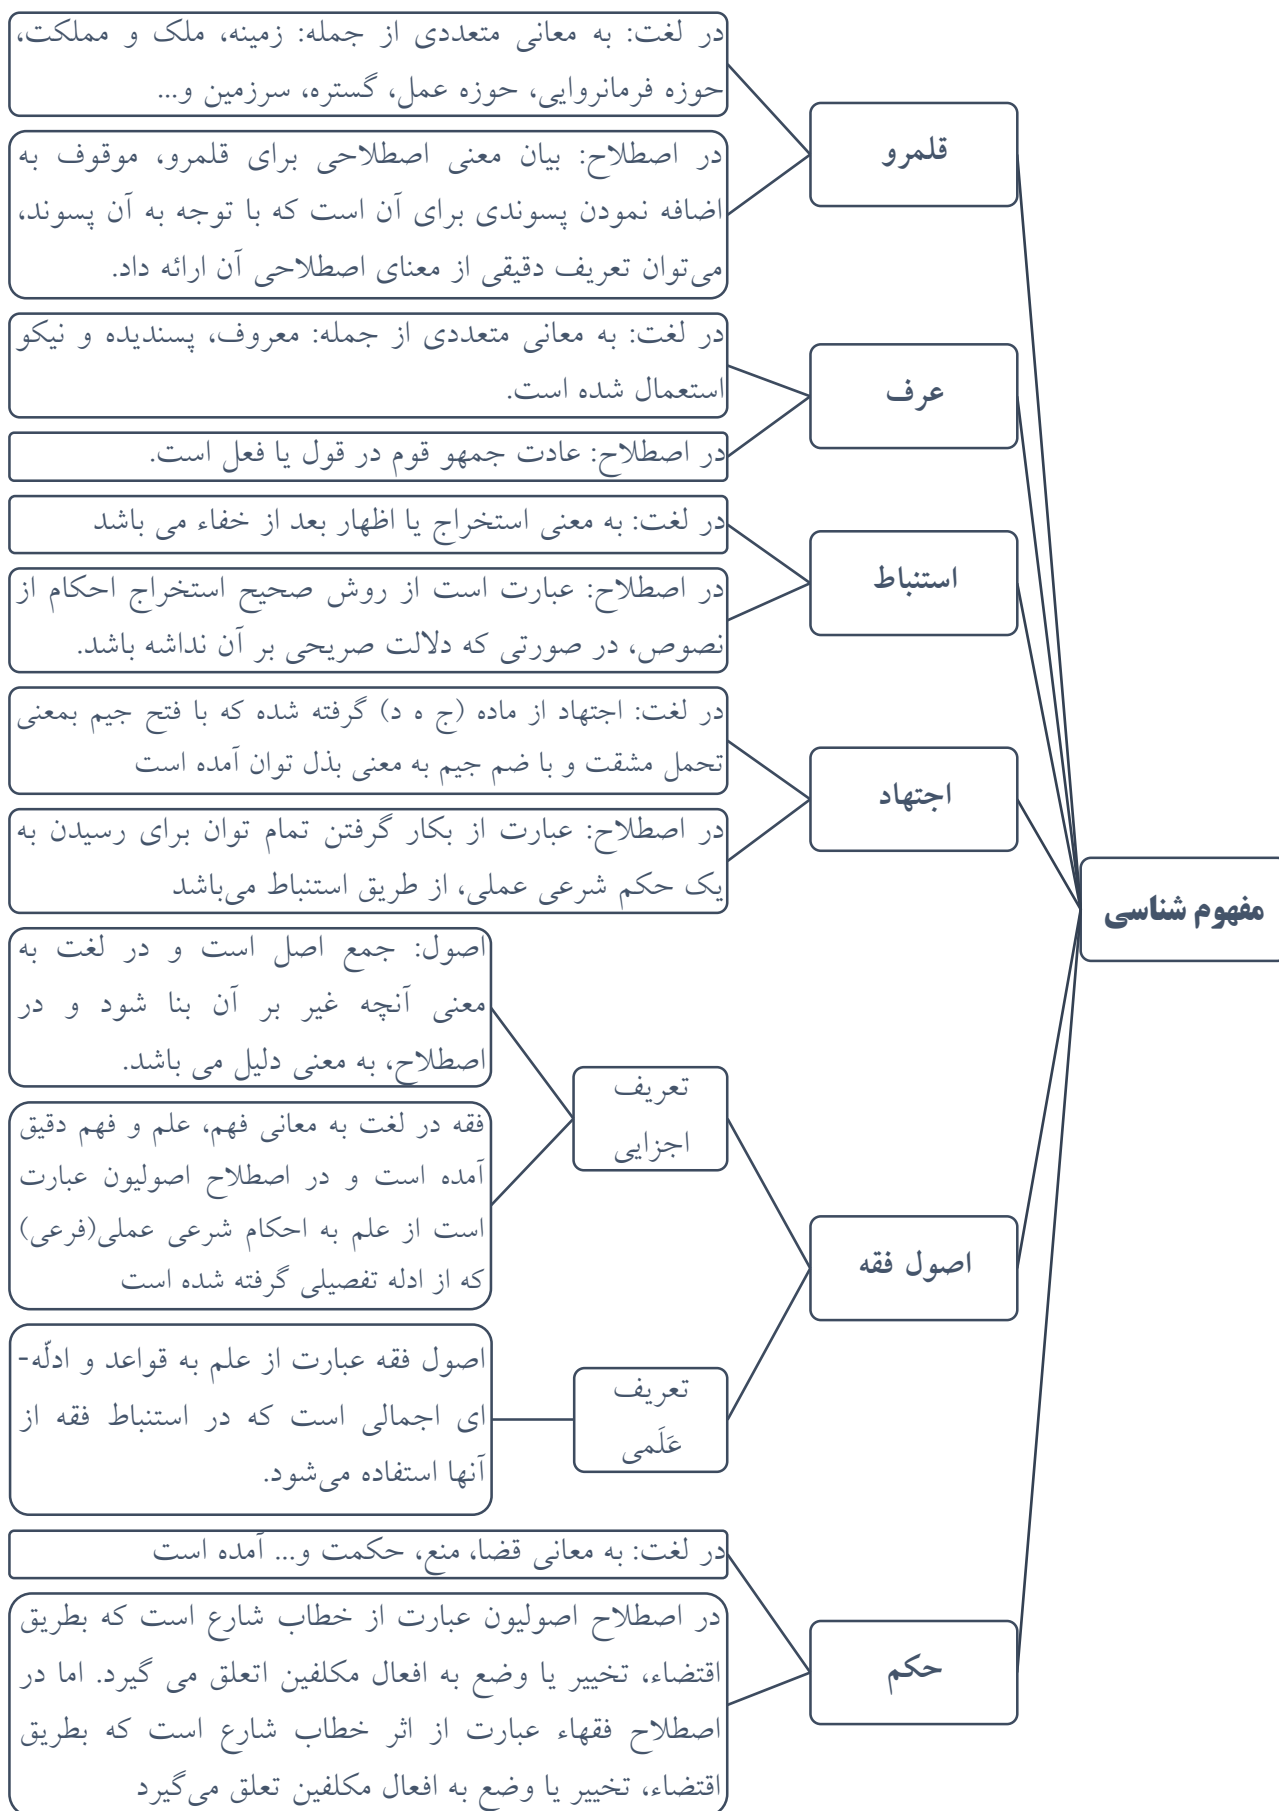 مفهوم شناسی
قلمرو
در لغت: به معانی متعددی از جمله: زمینه، ملک و مملکت،
حوزه فرمانروایی، حوزه عمل، گستره، سرزمین و...
در اصطلاح: بیان معنی اصطلاحی برای قلمرو، موقوف به
اضافه نمودن پسوندی برای آن است که با توجه به آن پسوند،
می‌توان تعریف دقیقی از معنای اصطلاحی آن ارائه داد.
عرف
در لغت: به معانی متعددی از جمله: معروف، پسندیده و نیکو
استعمال شده است.
در اصطلاح: عادت جمهو قوم در قول یا فعل است.
استنباط
در لغت: به معنی استخراج یا اظهار بعد از خفاء می باشد
در اصطلاح: عبارت است از روش صحیح استخراج احکام از
نصوص، در صورتی که دلالت صریحی بر آن نداشه باشد.
اجتهاد
در لغت: اجتهاد از ماده (ج ه د) گرفته شده که با فتح جیم بمعنی
تحمل مشقت و با ضم جیم به معنی بذل توان آمده است
در اصطلاح: عبارت از بکار گرفتن تمام توان برای رسیدن به
یک حکم شرعی عملی، از طریق استنباط می‌باشد
اصول فقه
تعریف
اجزایی
اصول: جمع اصل است و در لغت به
معنی آنچه غیر بر آن بنا شود و در
اصطلاح، به معنی دلیل می باشد.
فقه در لغت به معانی فهم، علم و فهم دقیق
آمده است و در اصطلاح اصولیون عبارت
است از علم به احکام شرعی عملی(فرعی)
که از ادله تفصیلی گرفته شده است
تعریف
عَلَمی
اصول فقه عبارت از علم به قواعد و ادلّه-
ای اجمالی است که در استنباط فقه از
آنها استفاده می‌شود.
حکم
در لغت: به معانی قضا، منع، حکمت و... آمده است
در اصطلاح اصولیون عبارت از خطاب شارع است که بطریق
اقتضاء، تخییر یا وضع به افعال مکلفین اتعلق می گیرد. اما در
اصطلاح فقهاء عبارت از اثر خطاب شارع است که بطریق
اقتضاء، تخییر یا وضع به افعال مکلفین تعلق می‌گیرد